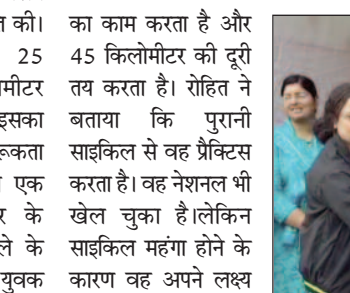 त की।
25
मीटर
इसका
रूकता
एक
र के
ले के
युवक
का काम करता है और
45 किलोमीटर की दूरी
तय करता है। रोहित ने
बताया कि पुरानी
साइकिल से वह प्रैक्टिस
करता है। वह नेशनल भी
खेल चुका है।लेकिन
साइकिल महंगा होने के
कारण वह अपने लक्ष्य